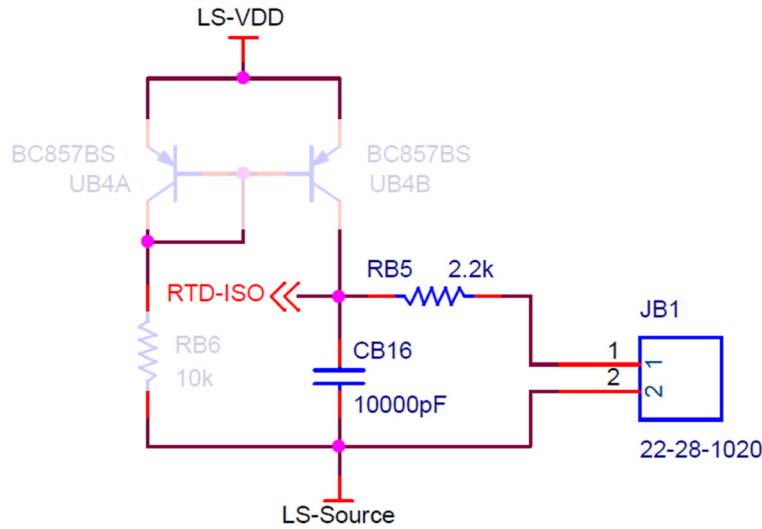 LS-VDD
BC857BS
UB4A
BC857BS
UB4B
RTD-ISO
RB5 2.2k
JB1
RB6
10k
CB16
10000pF
1
2
1
2
22-28-1020
LS-Source